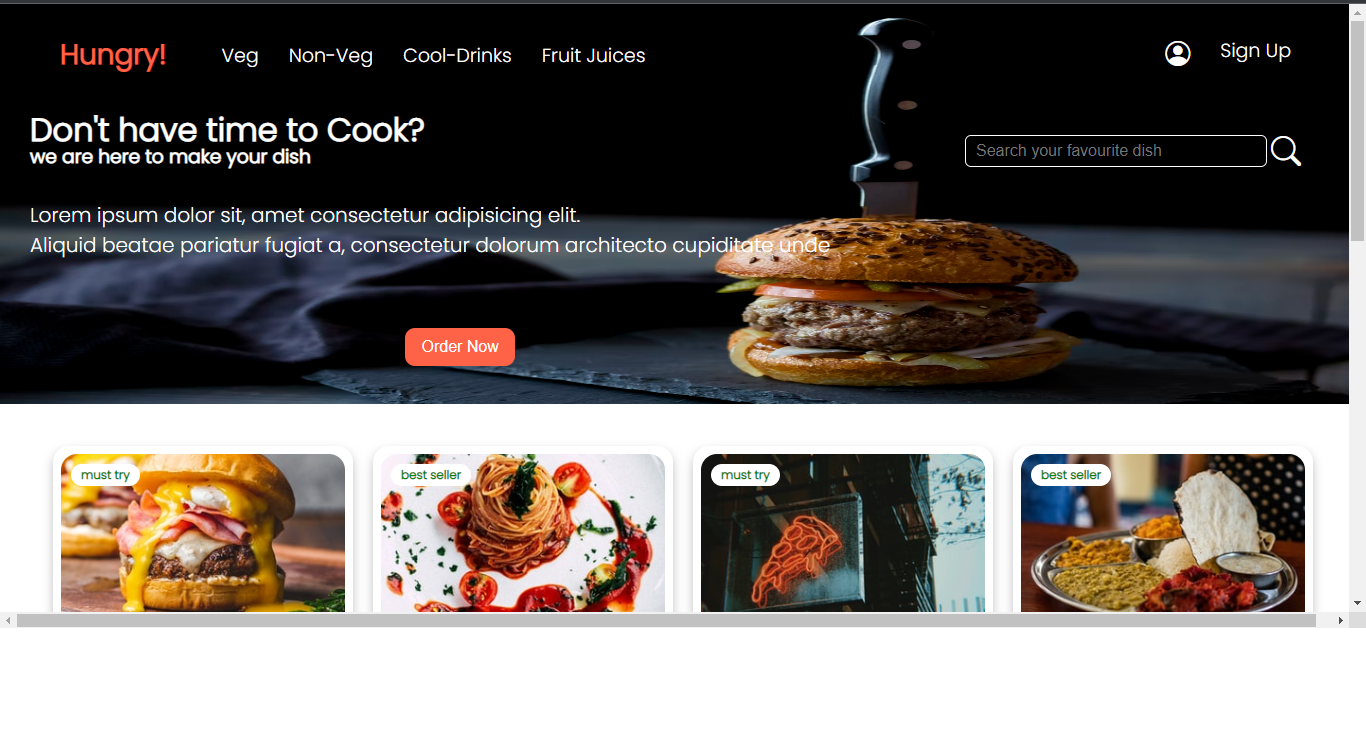 Hungry!
Veg Non-Veg Cool-Drinks Fruit Juices
Sign Up
Don't have time to Cook?
we are here to make your dish
Search your favourite dish
Lorem ipsum dolor sit, amet consectetur adipisicing elit.
Aliquid beatae pariatur fugiat a, consectetur dolorum architecto cupiditate unde
Order Now
must try
best seller
must try
best seller